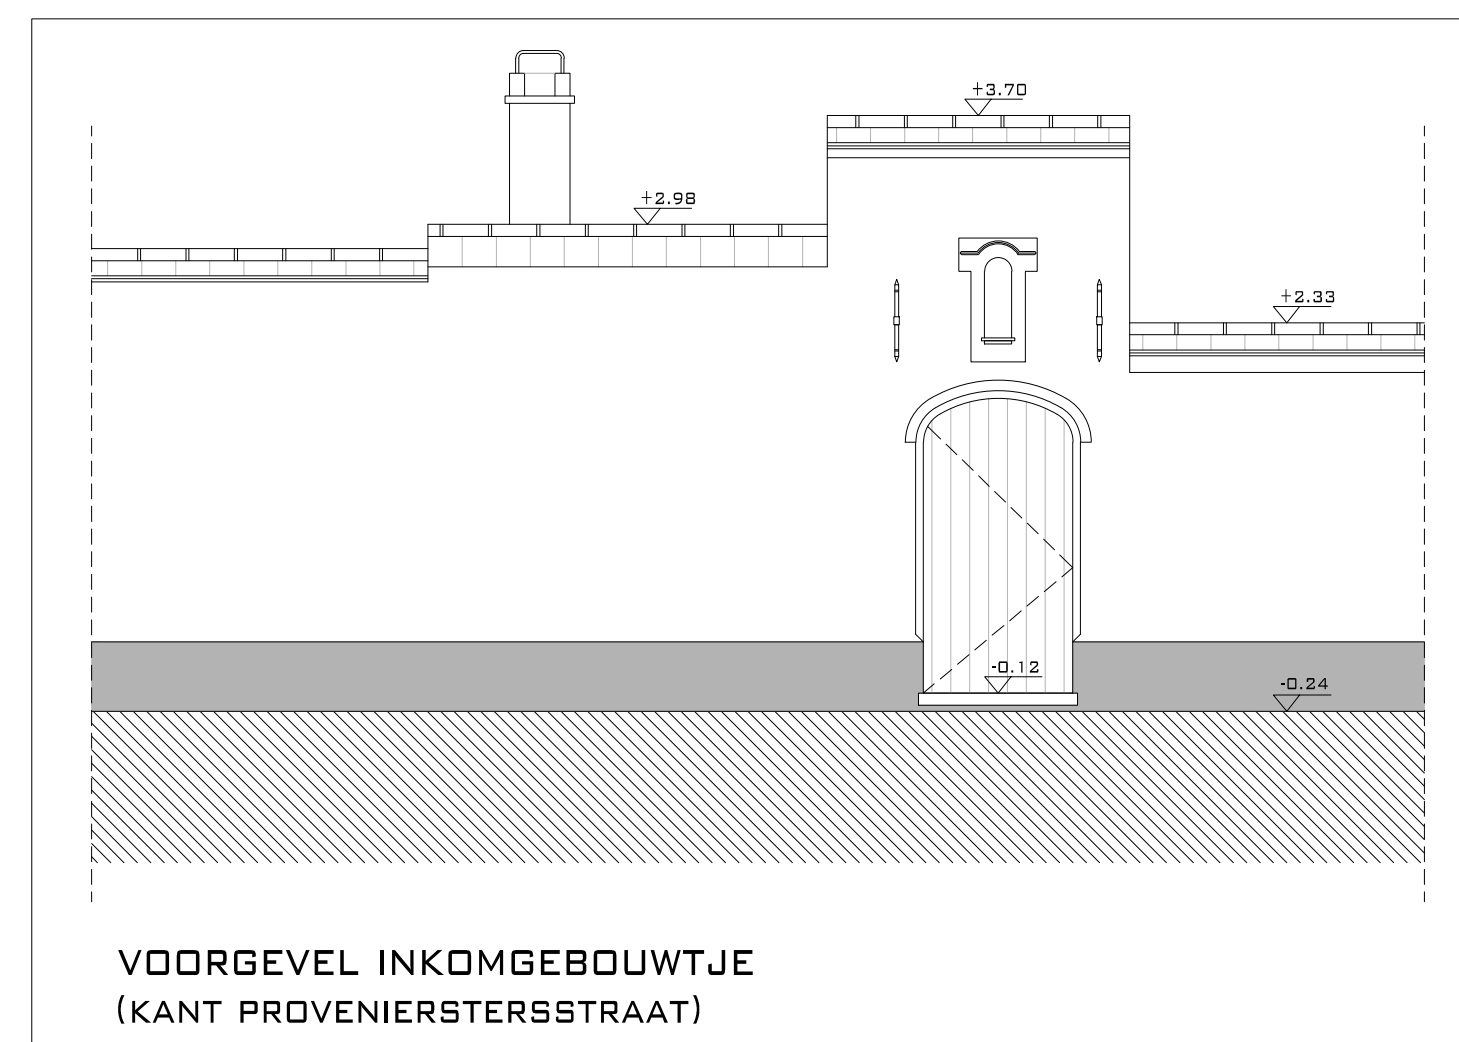 +3.70
+2.98
+2.33
-0.12
-0.24
VOORGEVEL INKOMGEBOUWTJE
(KANT PROVENIERSTERSSTRAAT)